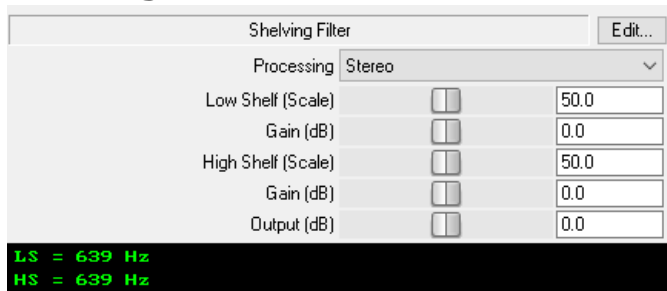 Shelving Filter Edit...
Processing Stereo
Low Shelf (Scale) 50.0
Gain (dB) 0.0
High Shelf (Scale) 50.0
Gain (dB) 0.0
Output (dB) 0.0
LS = 639 Hz
HS = 639 Hz